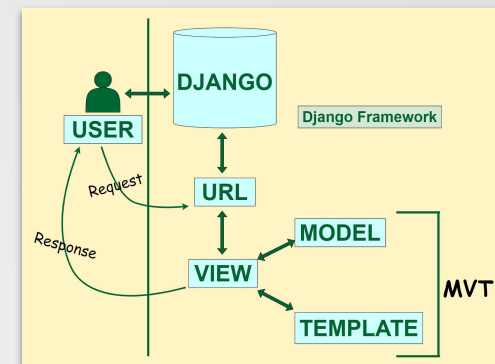 DJANGO
USER
Django Framework
Request
URL
Response
MODEL
VIEW
MVT
TEMPLATE